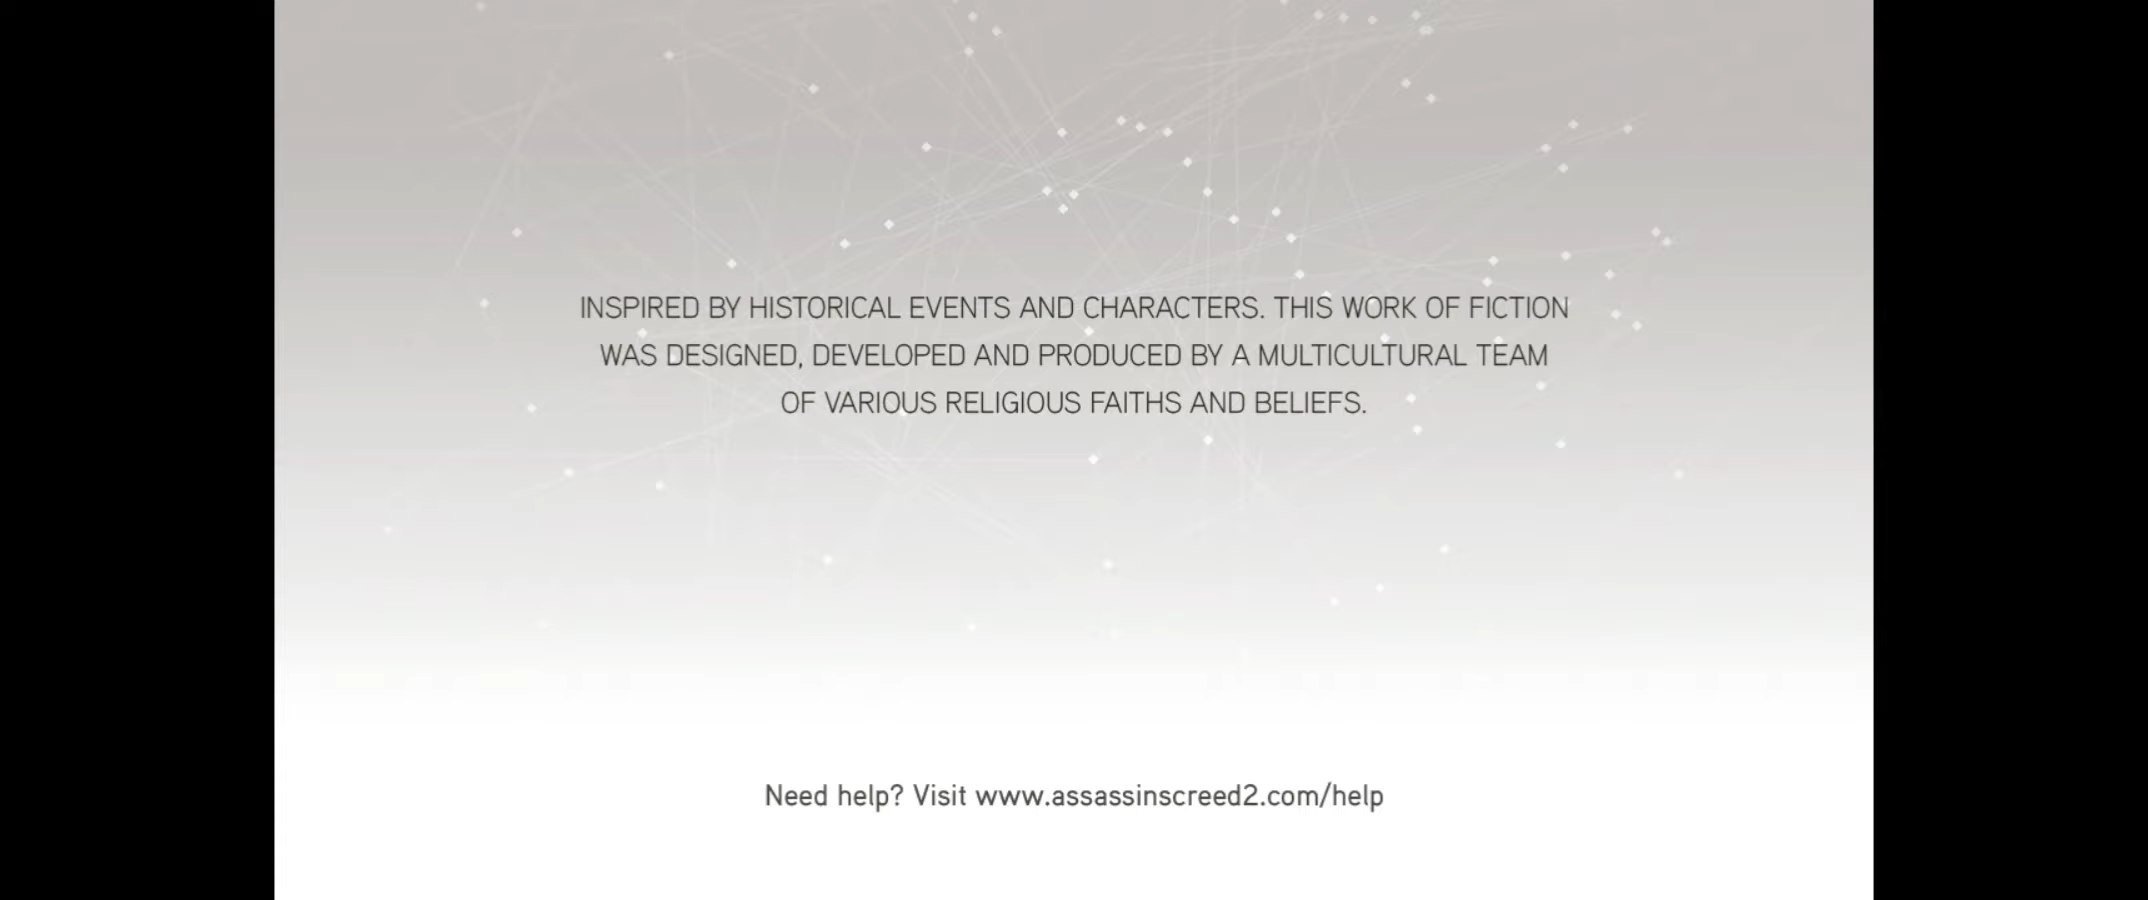 INSPIRED BY HISTORICAL EVENTS AND CHARACTERS. THIS WORK OF FICTION
WAS DESIGNED, DEVELOPED AND PRODUCED BY A MULTICULTURAL TEAM
OF VARIOUS RELIGIOUS FAITHS AND BELIEFS.
Need help? Visit www.assassinscreed2.com/help